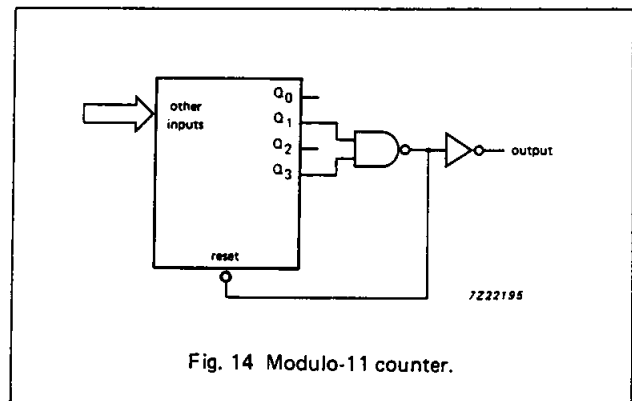 other
inputs
Q0
Q1
Q2
Q3
reset
output
7Z22195
Fig. 14 Modulo-11 counter.